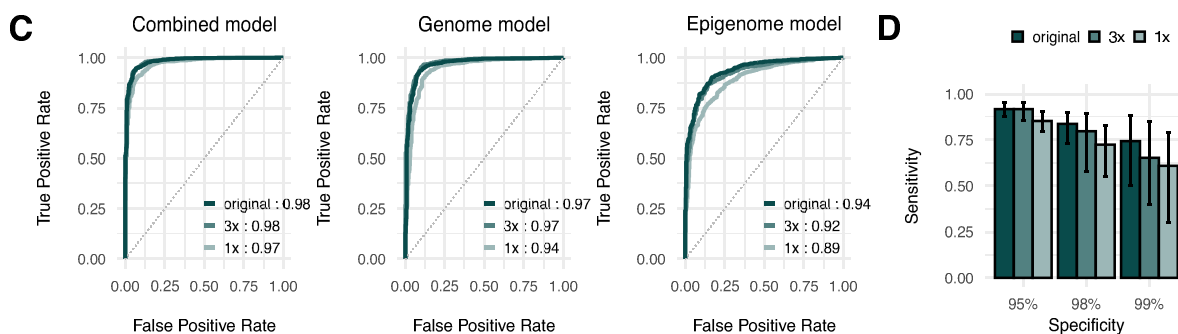 C
Combined model
True Positive Rate
1.00
0.75
0.50
0.25
0.00
original : 0.98
3x : 0.98
1x : 0.97
0.00 0.25 0.50 0.75 1.00
False Positive Rate
Genome model
True Positive Rate
1.00
0.75
0.50
0.25
0.00
original : 0.97
3x : 0.97
1x : 0.94
0.00 0.25 0.50 0.75 1.00
False Positive Rate
Epigenome model
True Positive Rate
1.00
0.75
0.50
0.25
0.00
original : 0.94
3x : 0.92
1x : 0.89
0.00 0.25 0.50 0.75 1.00
False Positive Rate
D
original 3x 1x
Sensitivity
1.00
0.75
0.50
0.25
0.00
95% 98% 99%
Specificity